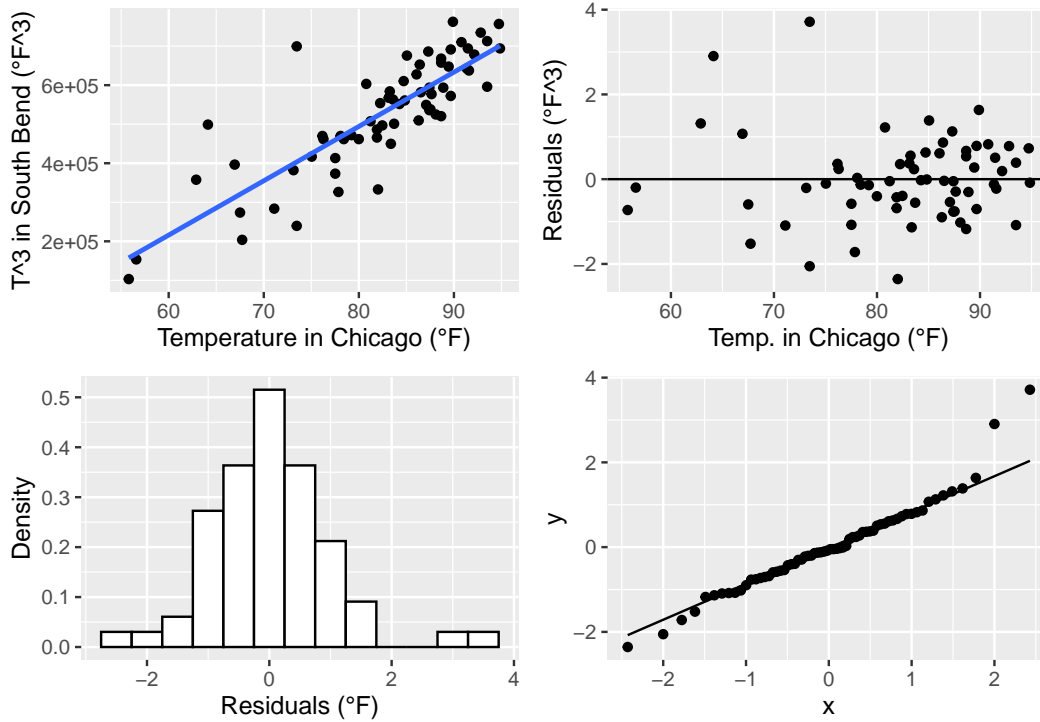 T^3 in South Bend (°F^3)
6e+05
4e+05
2e+05
60
70
80
90
Temperature in Chicago (°F)
Residuals (°F^3)
4
2
0
−2
60
70
80
90
Temp. in Chicago (°F)
Density
0.5
0.4
0.3
0.2
0.1
0.0
−2
0
2
4
Residuals (°F)
y
4
2
0
−2
−2
−1
0
1
2
x